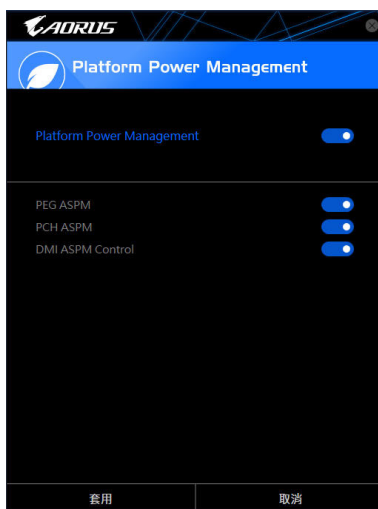 AORUS
Platform Power Management
Platform Power Management
PEG ASPM
PCH ASPM
DMI ASPM Control
套用 取消